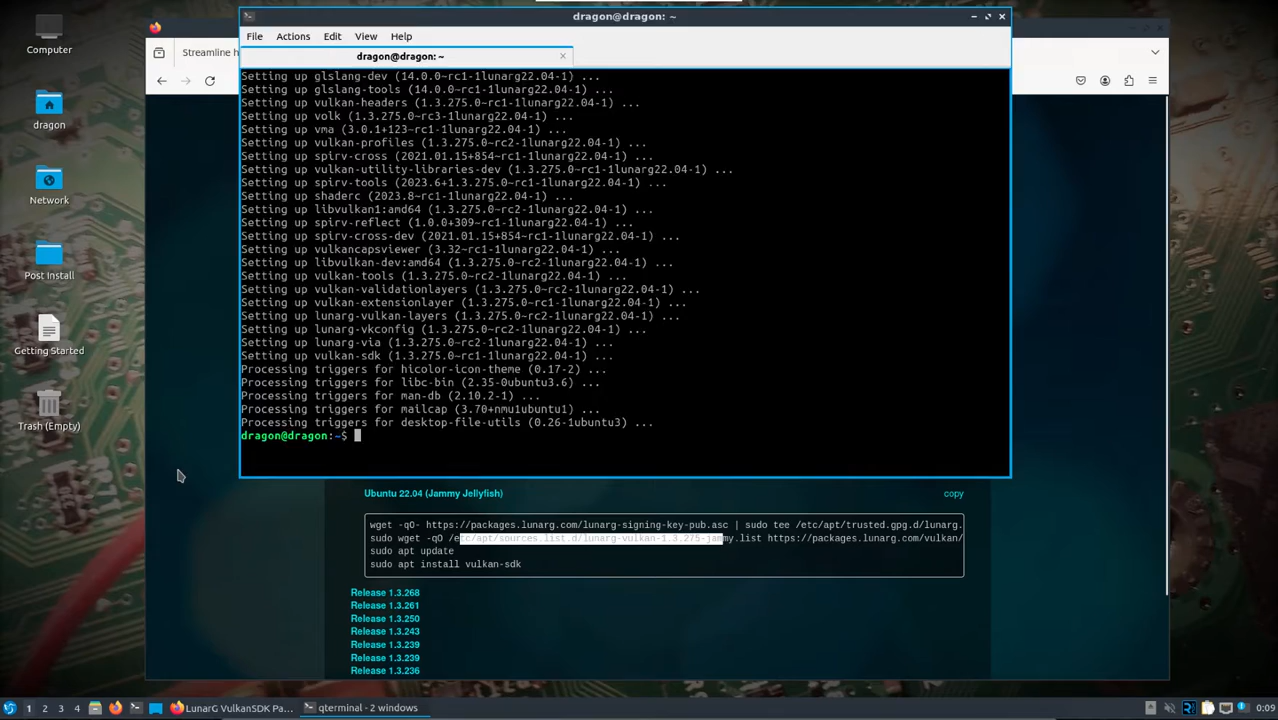 Computer
dragon
Network
Post Install
Getting Started
Trash (Empty)
dragon@dragon: ~
File Actions Edit View Help
dragon@dragon: ~
Streamline h
Setting up glslang-dev (14.0.0~rc1-1lunarg22.04-1) ...
Setting up glslang-tools (14.0.0~rc1-1lunarg22.04-1) ...
Setting up vulkan-headers (1.3.275.0~rc1-1lunarg22.04-1) ...
Setting up volk (1.3.275.0~rc3-1lunarg22.04-1) ...
Setting up vma (3.0.1+123~rc1-1lunarg22.04-1) ...
Setting up vulkan-profiles (1.3.275.0~rc2-1lunarg22.04-1) ...
Setting up spirv-cross (2021.01.15+854~rc1-1lunarg22.04-1) ...
Setting up vulkan-utility-libraries-dev (1.3.275.0~rc1-1lunarg22.04-1) ...
Setting up spirv-tools (2023.6+1.3.275.0~rc1-1lunarg22.04-1) ...
Setting up shaderc (2023.8~rc1-1lunarg22.04-1) ...
Setting up libvulkan1:amd64 (1.3.275.0~rc2-1lunarg22.04-1) ...
Setting up spirv-reflect (1.0.0+309~rc1-1lunarg22.04-1) ...
Setting up spirv-cross-dev (2021.01.15+854~rc1-1lunarg22.04-1) ...
Setting up vulkancapsviewer (3.32~rc1-1lunarg22.04-1) ...
Setting up libvulkan-dev:amd64 (1.3.275.0~rc2-1lunarg22.04-1) ...
Setting up vulkan-tools (1.3.275.0~rc2-1lunarg22.04-1) ...
Setting up vulkan-validationlayers (1.3.275.0~rc2-1lunarg22.04-1) ...
Setting up vulkan-extensionlayer (1.3.275.0~rc1-1lunarg22.04-1) ...
Setting up lunarg-vulkan-layers (1.3.275.0~rc2-1lunarg22.04-1) ...
Setting up lunarg-vkconfig (1.3.275.0~rc2-1lunarg22.04-1) ...
Setting up lunarg-via (1.3.275.0~rc2-1lunarg22.04-1) ...
Setting up vulkan-sdk (1.3.275.0~rc1-1lunarg22.04-1) ...
Processing triggers for hicolor-icon-theme (0.17-2) ...
Processing triggers for libc-bin (2.35-0ubuntu3.6) ...
Processing triggers for man-db (2.10.2-1) ...
Processing triggers for mailcap (3.70+nmu1ubuntu1) ...
Processing triggers for desktop-file-utils (0.26-1ubuntu3) ...
dragon@dragon:~$
Ubuntu 22.04 (Jammy Jellyfish) copy
wget -qO- https://packages.lunarg.com/lunarg-signing-key-pub.asc | sudo tee /etc/apt/trusted.gpg.d/lunarg.
sudo wget -qO /etc/apt/sources.list.d/lunarg-vulkan-1.3.275-jammy.list https://packages.lunarg.com/vulkan/
sudo apt update
sudo apt install vulkan-sdk
Release 1.3.268
Release 1.3.261
Release 1.3.250
Release 1.3.243
Release 1.3.239
Release 1.3.239
Release 1.3.236
1 2 3 4 LunarG VulkanSDK Pa... qterminal - 2 windows 0:09